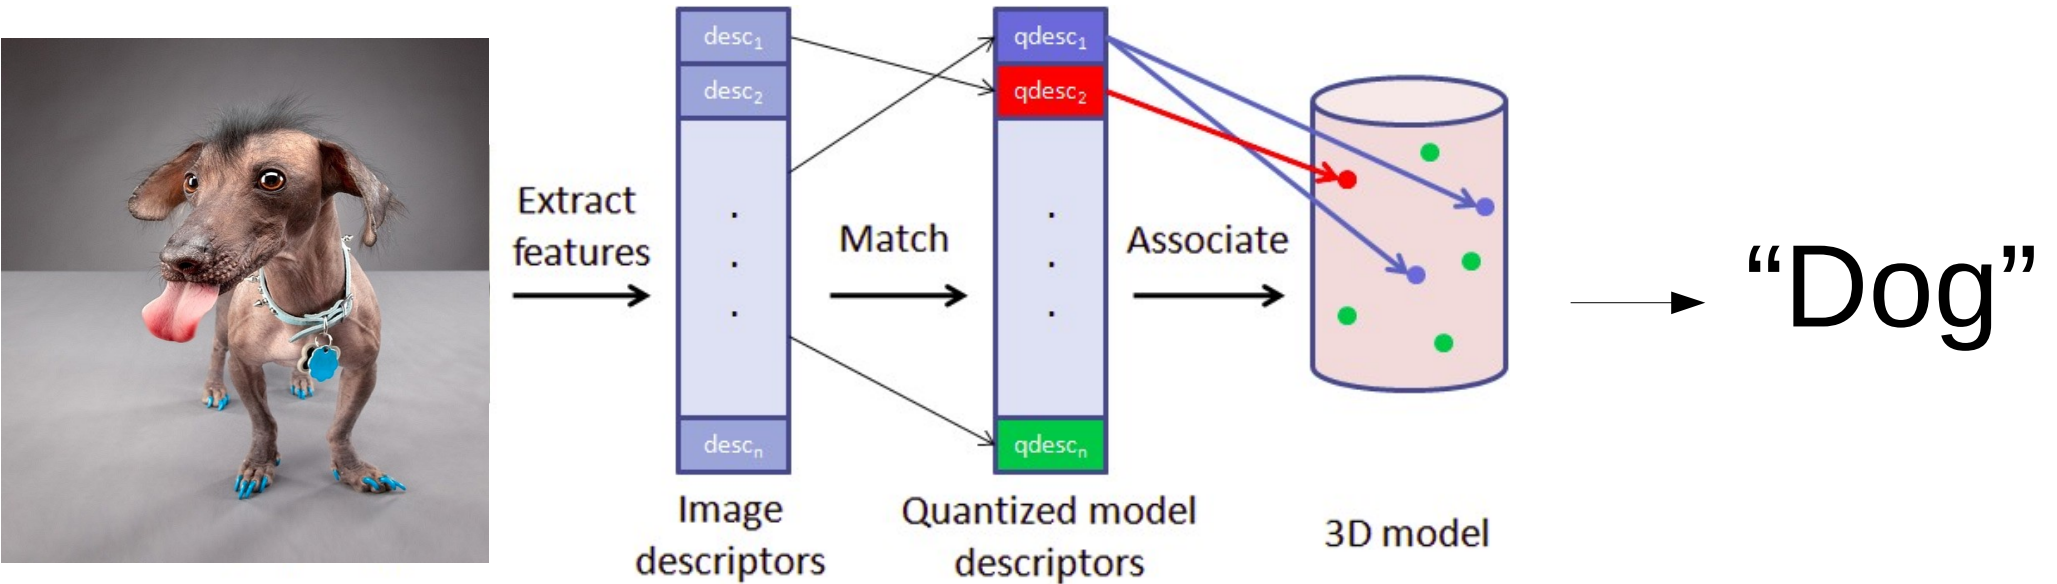 Extract
features
desc1
desc2
.
.
.
descn
Image
descriptors
Match
qdesc1
qdesc2
.
.
.
qdescn
Quantized model
descriptors
Associate
3D model
“Dog”